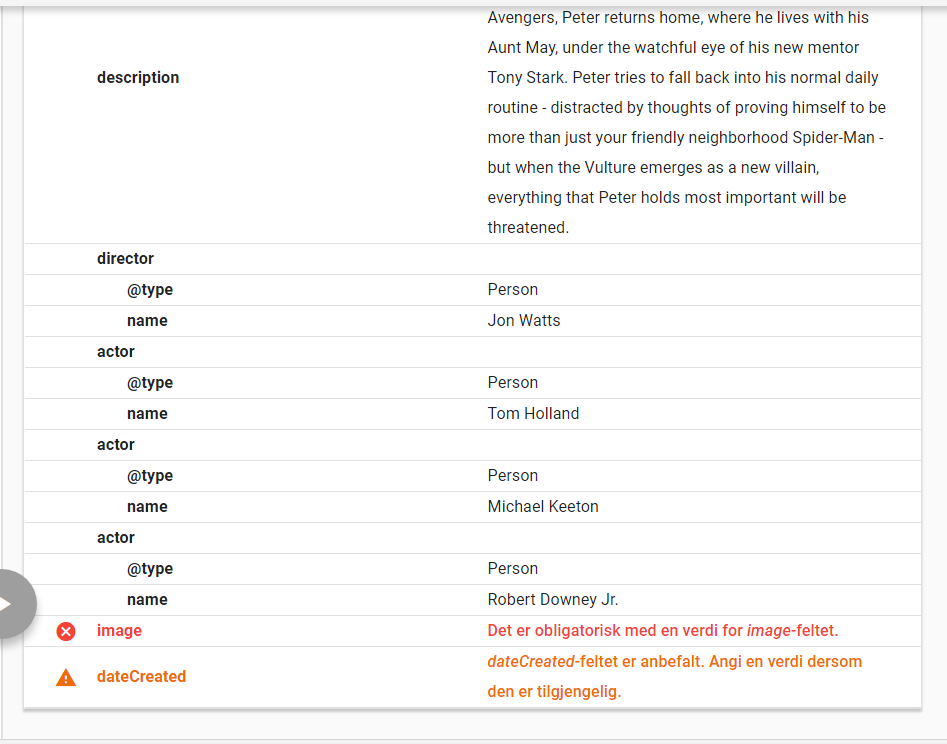 Avengers, Peter returns home, where he lives with his
Aunt May, under the watchful eye of his new mentor
description
Tony Stark. Peter tries to fall back into his normal daily
routine - distracted by thoughts of proving himself to be
more than just your friendly neighborhood Spider-Man -
but when the Vulture emerges as a new villain,
everything that Peter holds most important will be
threatened.
director
@type Person
name Jon Watts
actor
@type Person
name Tom Holland
actor
@type Person
name Michael Keeton
actor
@type Person
name Robert Downey Jr.
image Det er obligatorisk med en verdi for image-feltet.
dateCreated
dateCreated-feltet er anbefalt. Angi en verdi dersom
den er tilgjengelig.